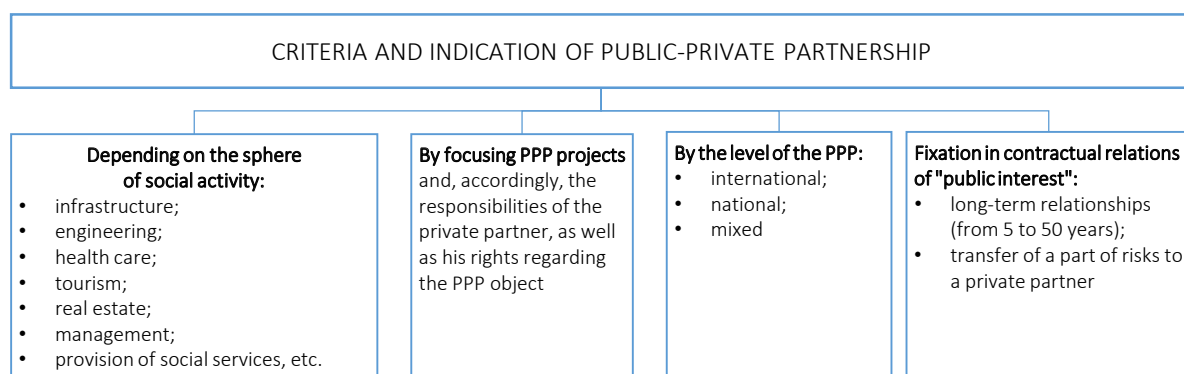 CRITERIA AND INDICATION OF PUBLIC-PRIVATE PARTNERSHIP
Depending on the sphere
of social activity:
• infrastructure;
• engineering;
• health care;
• tourism;
• real estate;
• management;
• provision of social services, etc.
By focusing PPP projects
and, accordingly, the
responsibilities of the
private partner, as well
as his rights regarding
the PPP object
By the level of the PPP:
• international;
• national;
• mixed
Fixation in contractual relations
of "public interest":
• long-term relationships
(from 5 to 50 years);
• transfer of a part of risks to
a private partner